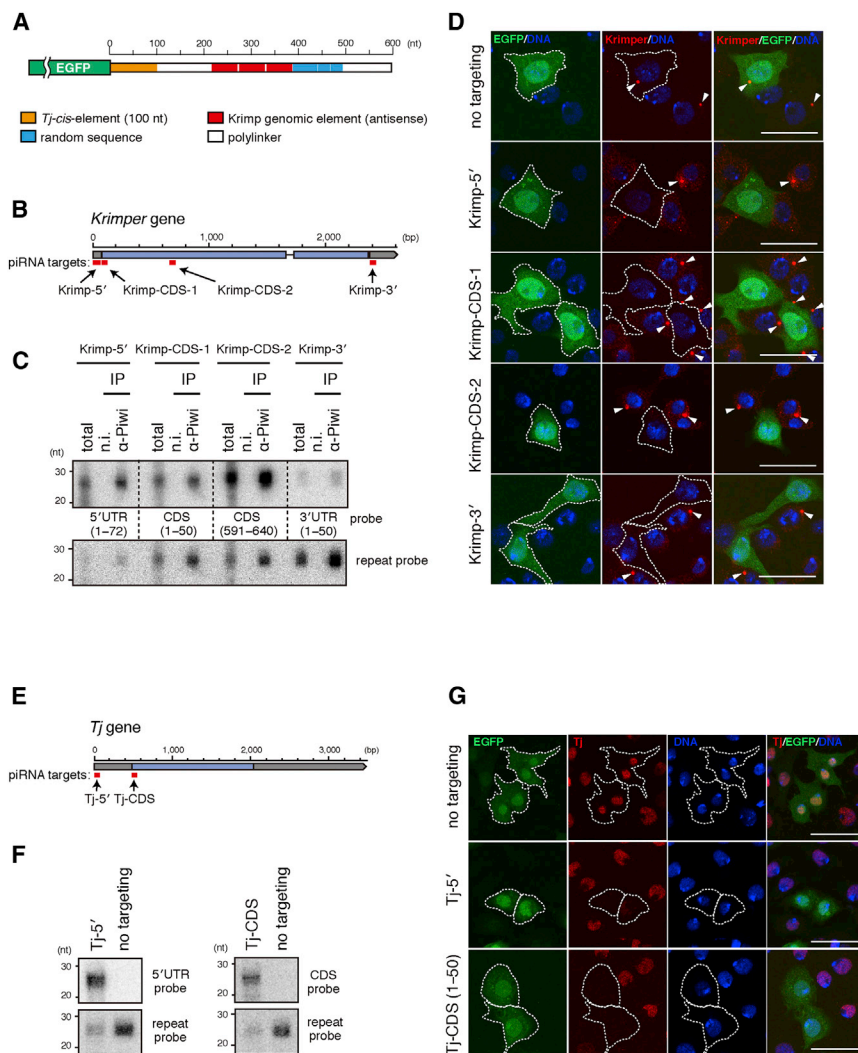 A
0 100 200 300 400 500 600 (nt)
EGFP
Tj-cis-element (100 nt)
Krimp genomic element (antisense)
random sequence
polylinker
B
Krimper gene
0 1,000 2,000 (bp)
piRNA targets:
Krimp-5′ Krimp-CDS-1 Krimp-CDS-2 Krimp-3′
C
Krimp-5′ Krimp-CDS-1 Krimp-CDS-2 Krimp-3′
IP IP IP IP
total n.i. α-Piwi total n.i. α-Piwi total n.i. α-Piwi total n.i. α-Piwi
(nt)
30
20
5′UTR (1–72) CDS (1–50) CDS (591–640) 3′UTR (1–50) probe
30
20
repeat probe
D
EGFP/DNA Krimper/DNA Krimper/EGFP/DNA
no targeting
Krimp-5′
Krimp-CDS-1
Krimp-CDS-2
Krimp-3′
E
Tj gene
0 1,000 2,000 3,000 (bp)
piRNA targets:
Tj-5′ Tj-CDS
F
Tj-5′ no targeting
(nt)
30
20
5′UTR probe
30
20
repeat probe
Tj-CDS no targeting
(nt)
30
20
CDS probe
30
20
repeat probe
G
EGFP Tj DNA Tj/EGFP/DNA
no targeting
Tj-5′
Tj-CDS (1–50)